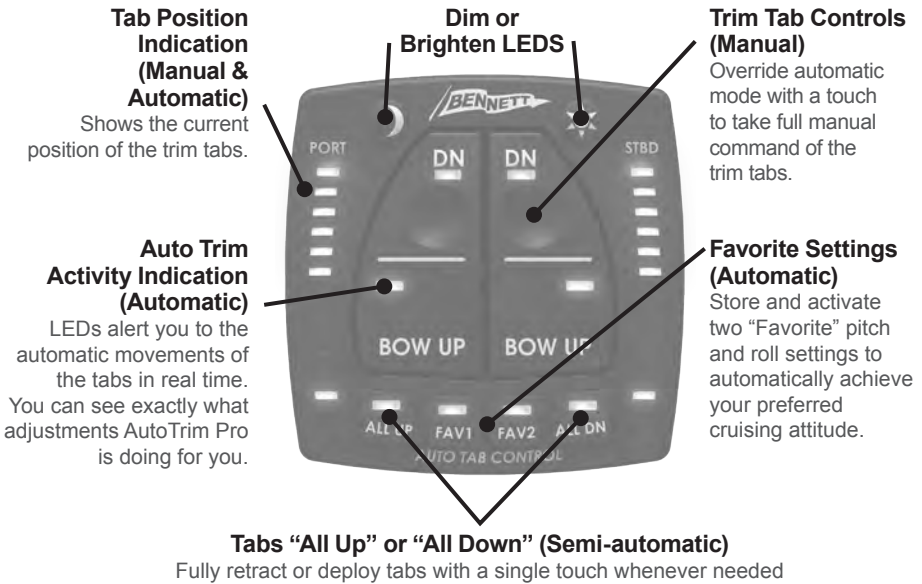 Tab Position
Indication
(Manual &
Automatic)
Shows the current
position of the trim tabs.
Dim or
Brighten LEDS
Trim Tab Controls
(Manual)
Override automatic
mode with a touch
to take full manual
command of the
trim tabs.
BENNETT
PORT
DN
DN
STBD
Auto Trim
Activity Indication
(Automatic)
LEDs alert you to the
automatic movements of
the tabs in real time.
You can see exactly what
adjustments AutoTrim Pro
is doing for you.
Favorite Settings
(Automatic)
Store and activate
two “Favorite” pitch
and roll settings to
automatically achieve
your preferred
cruising attitude.
BOW UP
BOW UP
ALL UP
FAV1
FAV2
ALL DN
AUTO TAB CONTROL
Tabs “All Up” or “All Down” (Semi-automatic)
Fully retract or deploy tabs with a single touch whenever needed